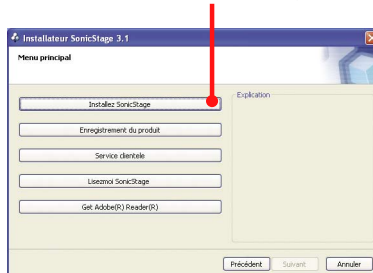 Installateur SonicStage 3.1
Menu principal
Installez SonicStage
Explication
Enregistrement du produit
Service clientele
Lisezmoi SonicStage
Get Adobe(R) Reader(R)
Précédent
Suivant
Annuler